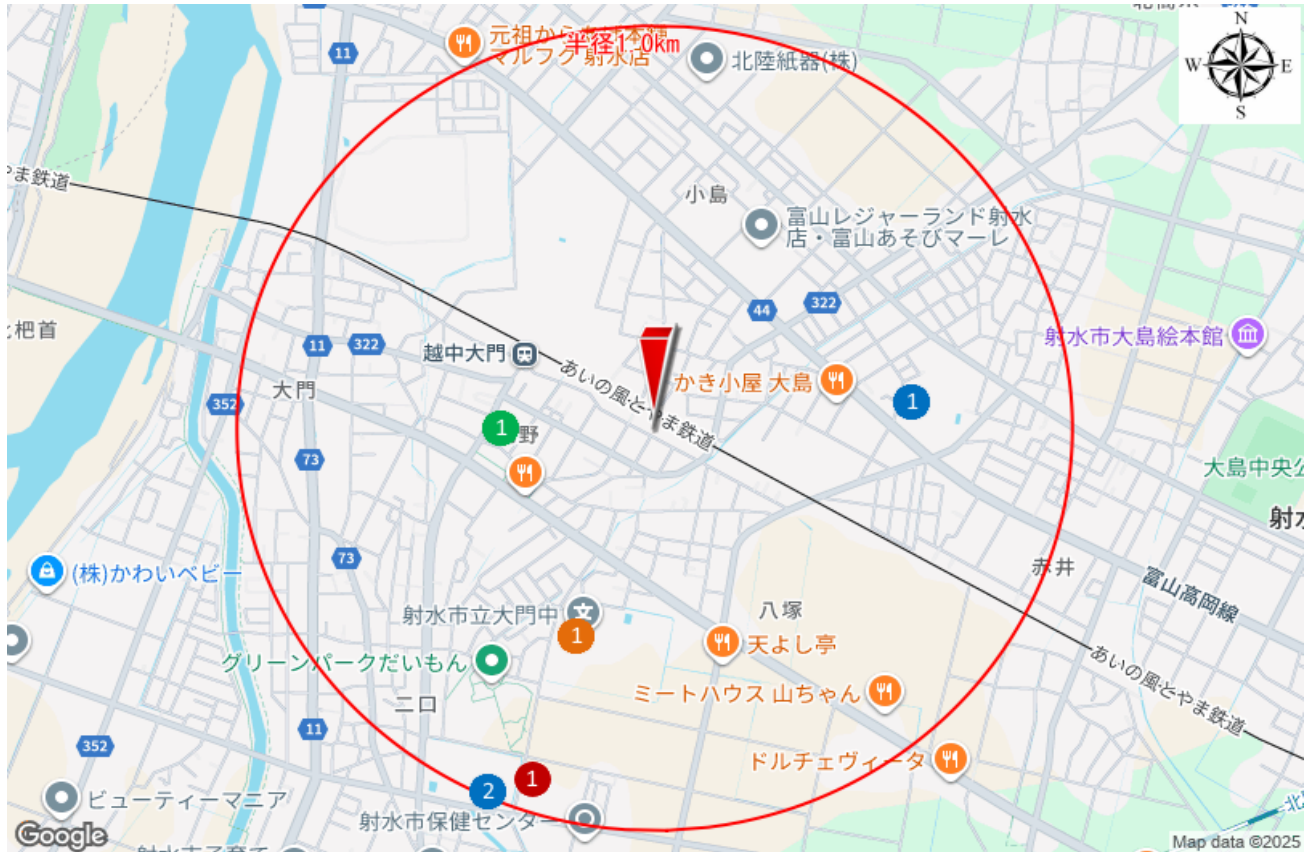 11
元祖からあげ本舗
マルフク 射水店
半径1.0km
北陸紙器(株)
N
W
E
S
やま鉄道
小島
富山レジャーランド射水
店・富山あそびマーレ
44
322
枇杷首
11
322
越中大門
あいの風とやま鉄道
かき小屋 大島
射水市大島絵本館
大門
352
1
1
野
73
大島中央公
射水
73
(株)かわいベビー
赤井
富山高岡線
射水市立大門中
1
八塚
天よし亭
グリーンパークだいもん
ミートハウス 山ちゃん
あいの風とやま鉄道
二口
11
352
ドルチェヴィータ
1
2
ビューティーマニア
射水市保健センター
Google
Map data ©2025